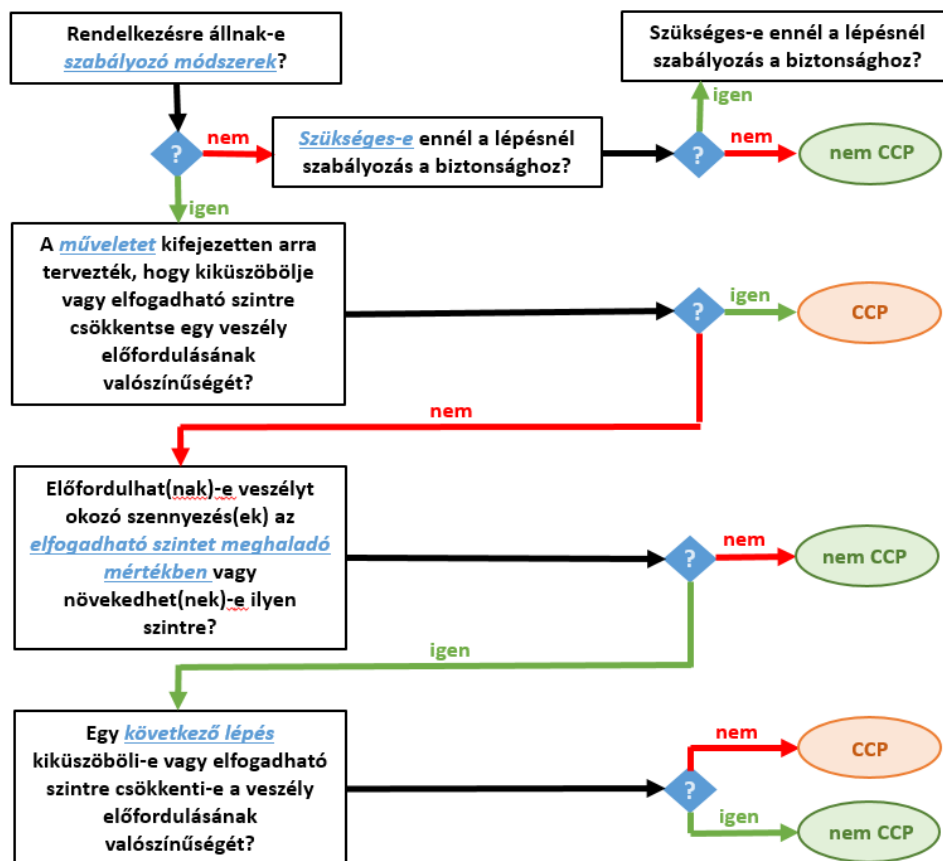 Rendelkezésre állnak-e
szabályozó módszerek?
Szükséges-e ennél a lépésnél
szabályozás a biztonsághoz?
igen
?
nem
Szükséges-e ennél a lépésnél
szabályozás a biztonsághoz?
?
nem
nem CCP
igen
A műveletet kifejezetten arra
tervezték, hogy kiküszöbölje
vagy elfogadható szintre
csökkentse egy veszély
előfordulásának
valószínűségét?
?
igen
CCP
nem
Előfordulhat(nak)-e veszélyt
okozó szennyezés(ek) az
elfogadható szintet meghaladó
mértékben vagy
növekedhet(nek)-e ilyen
szintre?
?
nem
nem CCP
igen
Egy következő lépés
kiküszöböli-e vagy elfogadható
szintre csökkenti-e a veszély
előfordulásának
valószínűségét?
?
nem
CCP
igen
nem CCP